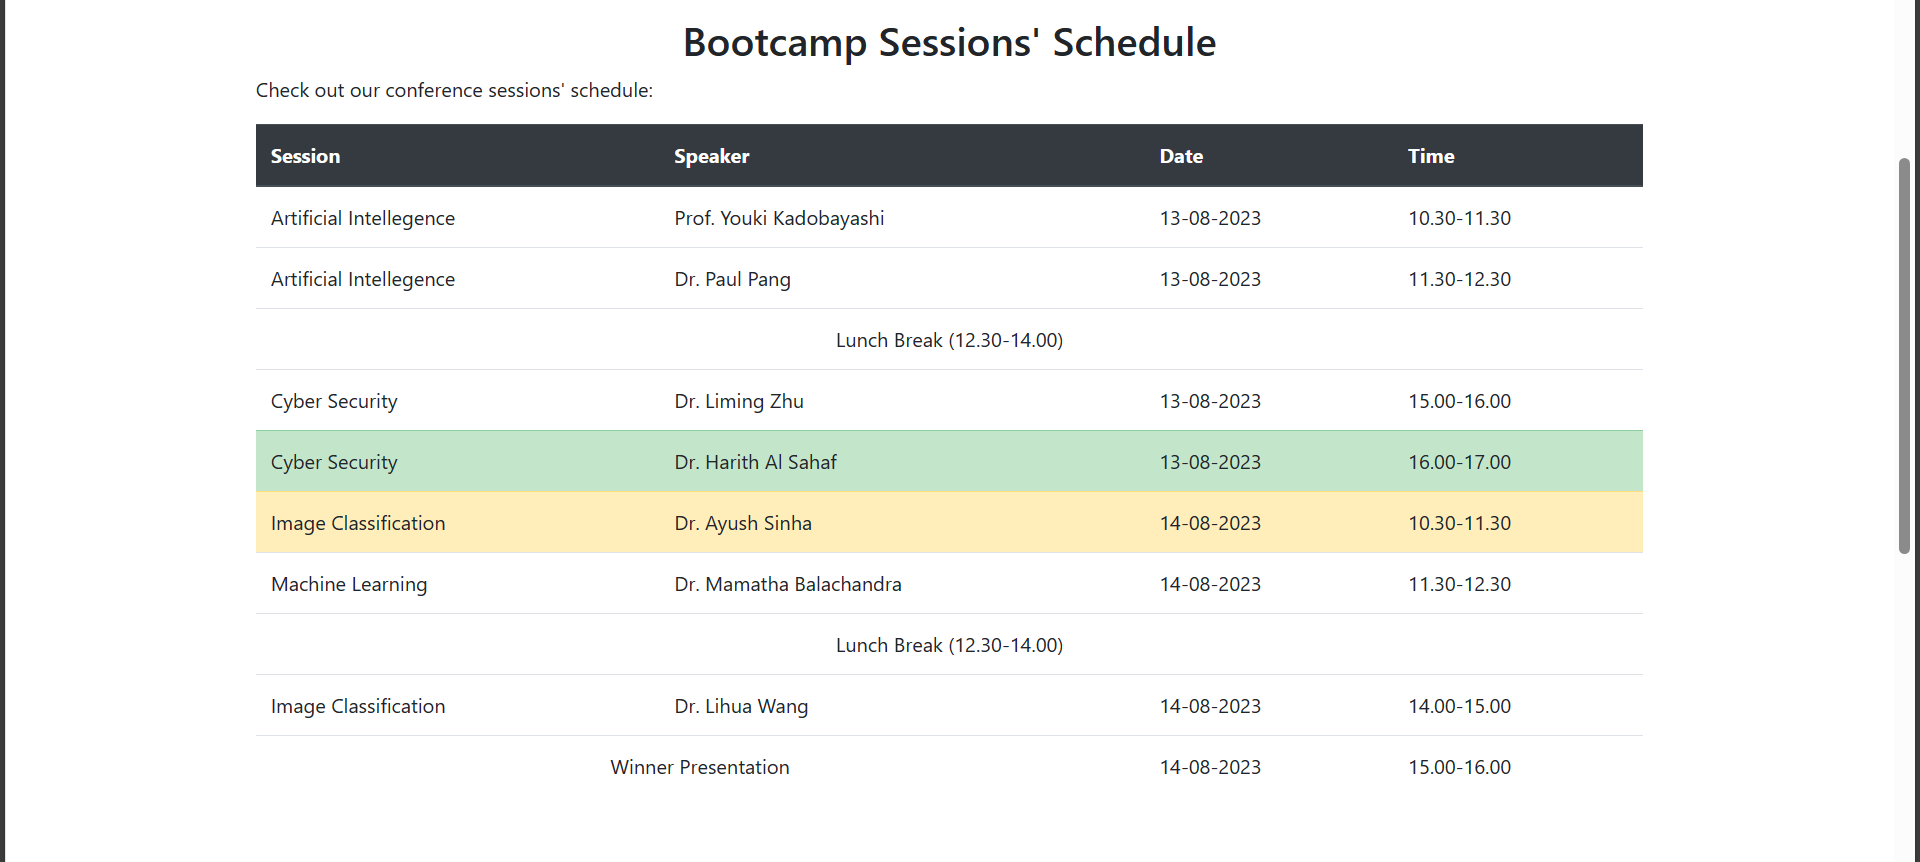 Bootcamp Sessions' Schedule
Check out our conference sessions' schedule:
Session Speaker Date Time
Artificial Intellegence Prof. Youki Kadobayashi 13-08-2023 10.30-11.30
Artificial Intellegence Dr. Paul Pang 13-08-2023 11.30-12.30
Lunch Break (12.30-14.00)
Cyber Security Dr. Liming Zhu 13-08-2023 15.00-16.00
Cyber Security Dr. Harith Al Sahaf 13-08-2023 16.00-17.00
Image Classification Dr. Ayush Sinha 14-08-2023 10.30-11.30
Machine Learning Dr. Mamatha Balachandra 14-08-2023 11.30-12.30
Lunch Break (12.30-14.00)
Image Classification Dr. Lihua Wang 14-08-2023 14.00-15.00
Winner Presentation 14-08-2023 15.00-16.00